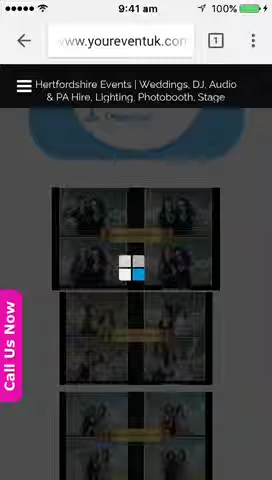 9:41 am
100%
www.youreventuk.com
1
Hertfordshire Events | Weddings, DJ, Audio
& PA Hire, Lighting, Photobooth, Stage
Call Us Now